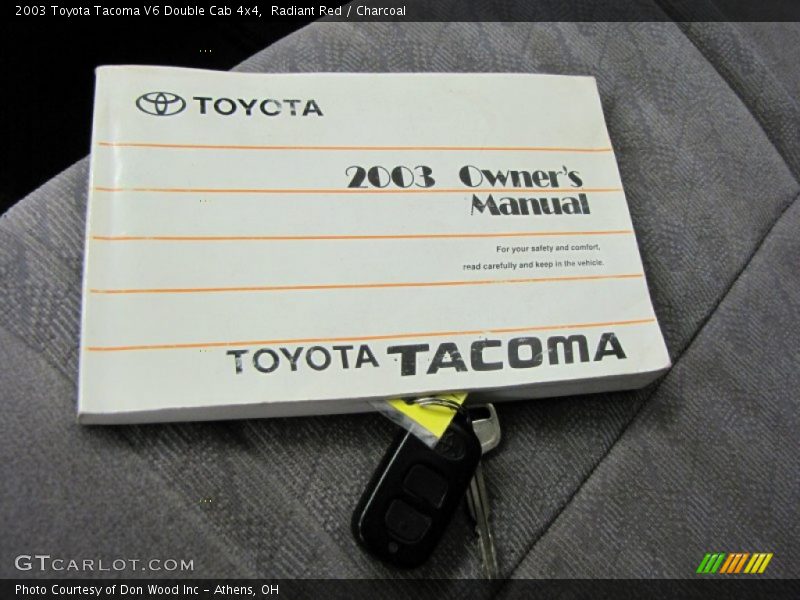 2003 Toyota Tacoma V6 Double Cab 4x4,  Radiant Red / Charcoal
TOYOTA
2003 Owner's
Manual
For your safety and comfort,
read carefully and keep in the vehicle.
TOYOTA TACOMA
GTCARLOT.COM
Photo Courtesy of Don Wood Inc - Athens, OH